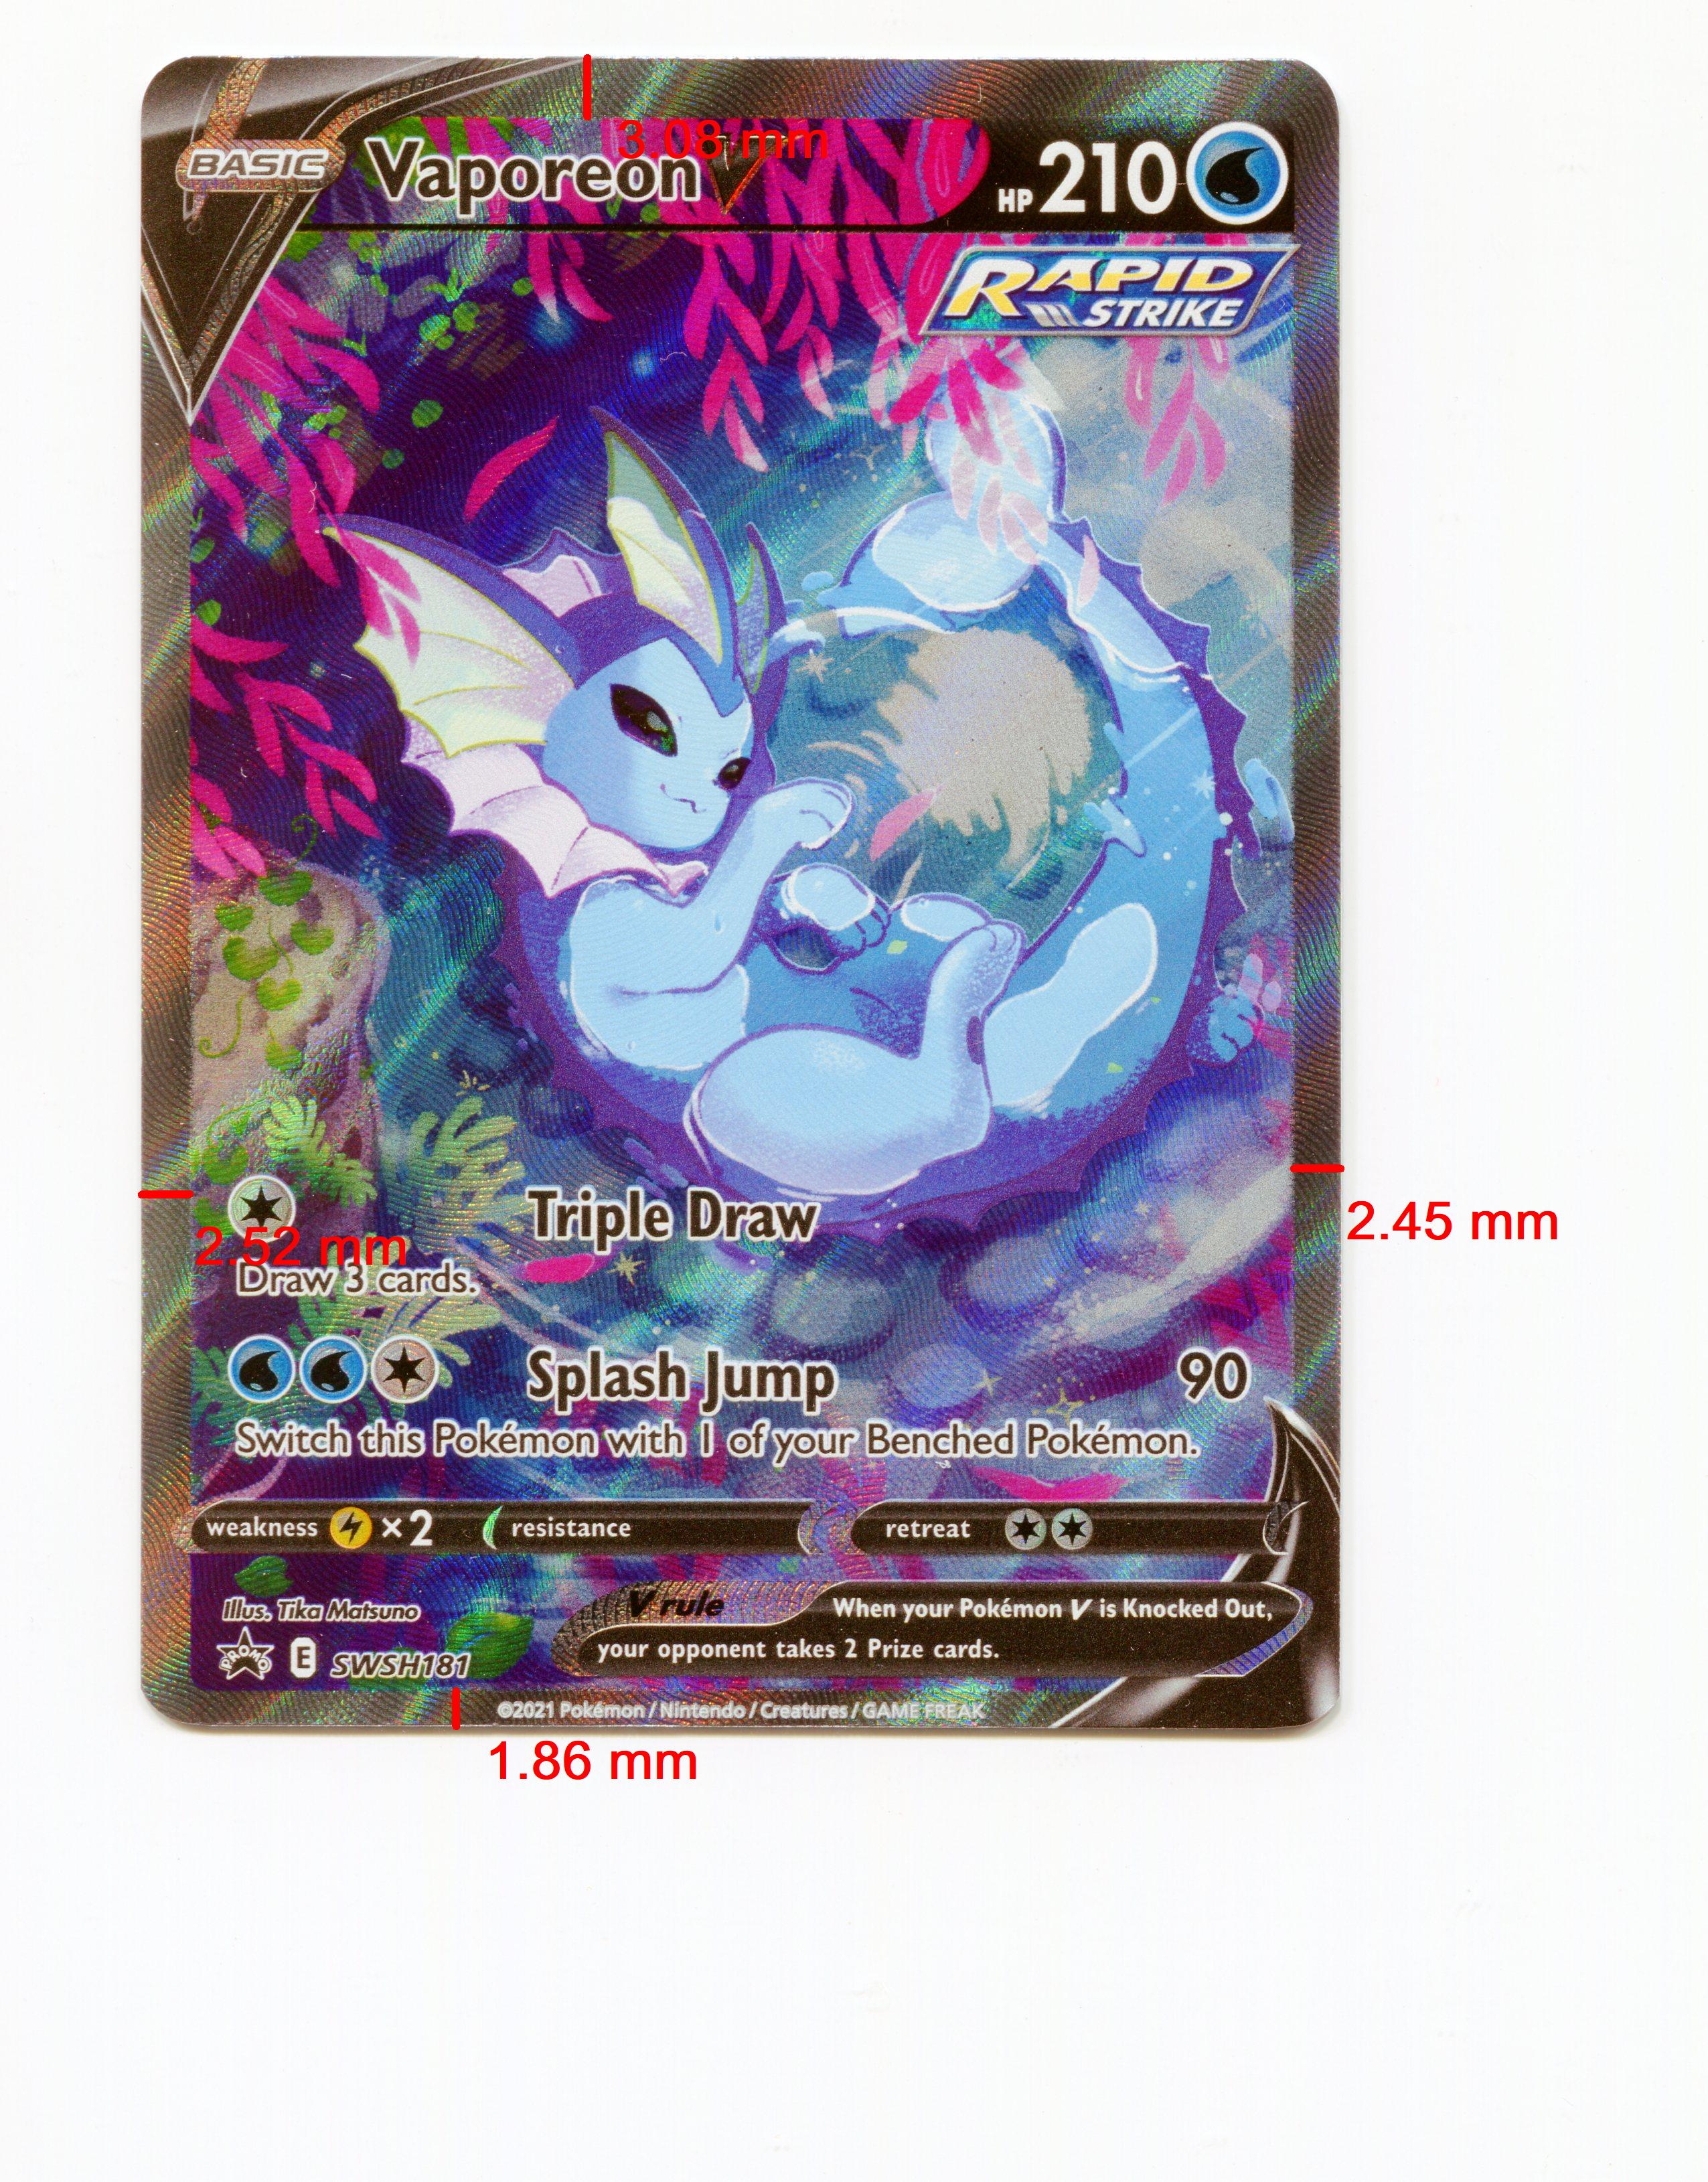 3.08 mm
BASIC Vaporeon V HP 210
RAPID
STRIKE
Triple Draw
2.52 mm
2.45 mm
Draw 3 cards.
Splash Jump 90
Switch this Pokémon with 1 of your Benched Pokémon.
weakness ×2 resistance retreat
Illus. Tika Matsuno
V rule When your Pokémon V is Knocked Out,
your opponent takes 2 Prize cards.
PROMO E SWSH181
©2021 Pokémon / Nintendo / Creatures / GAME FREAK
1.86 mm